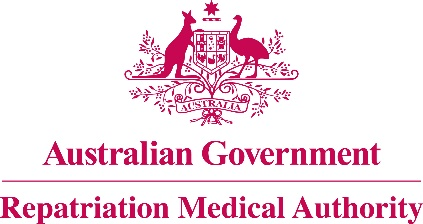 AUSTRALIA
Australian Government
Repatriation Medical Authority